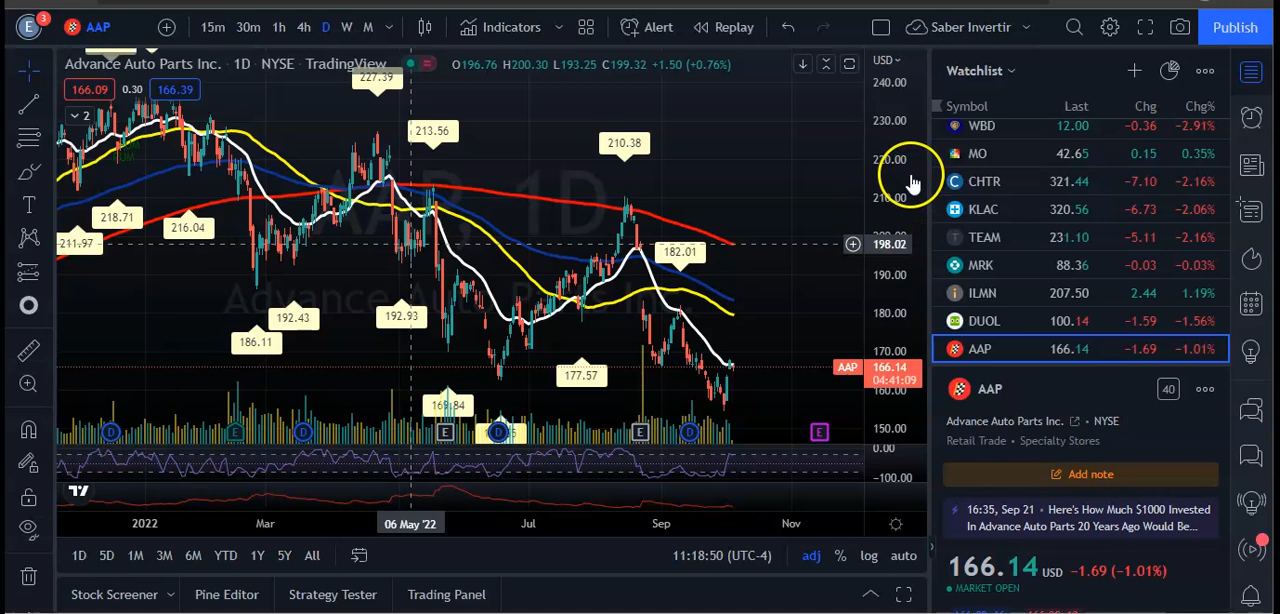 E 3 AAP 15m 30m 1h 4h D W M Indicators Alert Replay Saber Invertir Publish
Advance Auto Parts Inc. · 1D · NYSE · TradingView O196.76 H200.30 L193.25 C199.32 +1.50 (+0.76%)
166.09 0.30 166.39
2
USD
240.00
230.00
220.00
210.00
190.00
180.00
170.00
160.00
150.00
0.00
-100.00
198.02
AAP 166.14
04:41:09
AAP, 1D
Advance Auto Parts In
227.39
213.56
210.38
218.71
216.04
211.97
182.01
192.43
192.93
186.11
177.57
169.84
D E D E D E D E
2022 Mar 06 May '22 Jul Sep Nov
1D 5D 1M 3M 6M YTD 1Y 5Y All 11:18:50 (UTC-4) adj % log auto
Stock Screener Pine Editor Strategy Tester Trading Panel
Watchlist
Symbol Last Chg Chg%
WBD 12.00 −0.36 −2.91%
MO 42.65 0.15 0.35%
CHTR 321.44 −7.10 −2.16%
KLAC 320.56 −6.73 −2.06%
TEAM 231.10 −5.11 −2.16%
MRK 88.36 −0.03 −0.03%
ILMN 207.50 2.44 1.19%
DUOL 100.14 −1.59 −1.56%
AAP 166.14 −1.69 −1.01%
AAP 40
Advance Auto Parts Inc. • NYSE
Retail Trade • Specialty Stores
Add note
16:35, Sep 21 • Here's How Much $1000 Invested
In Advance Auto Parts 20 Years Ago Would Be...
166.14 USD −1.69 (−1.01%)
MARKET OPEN